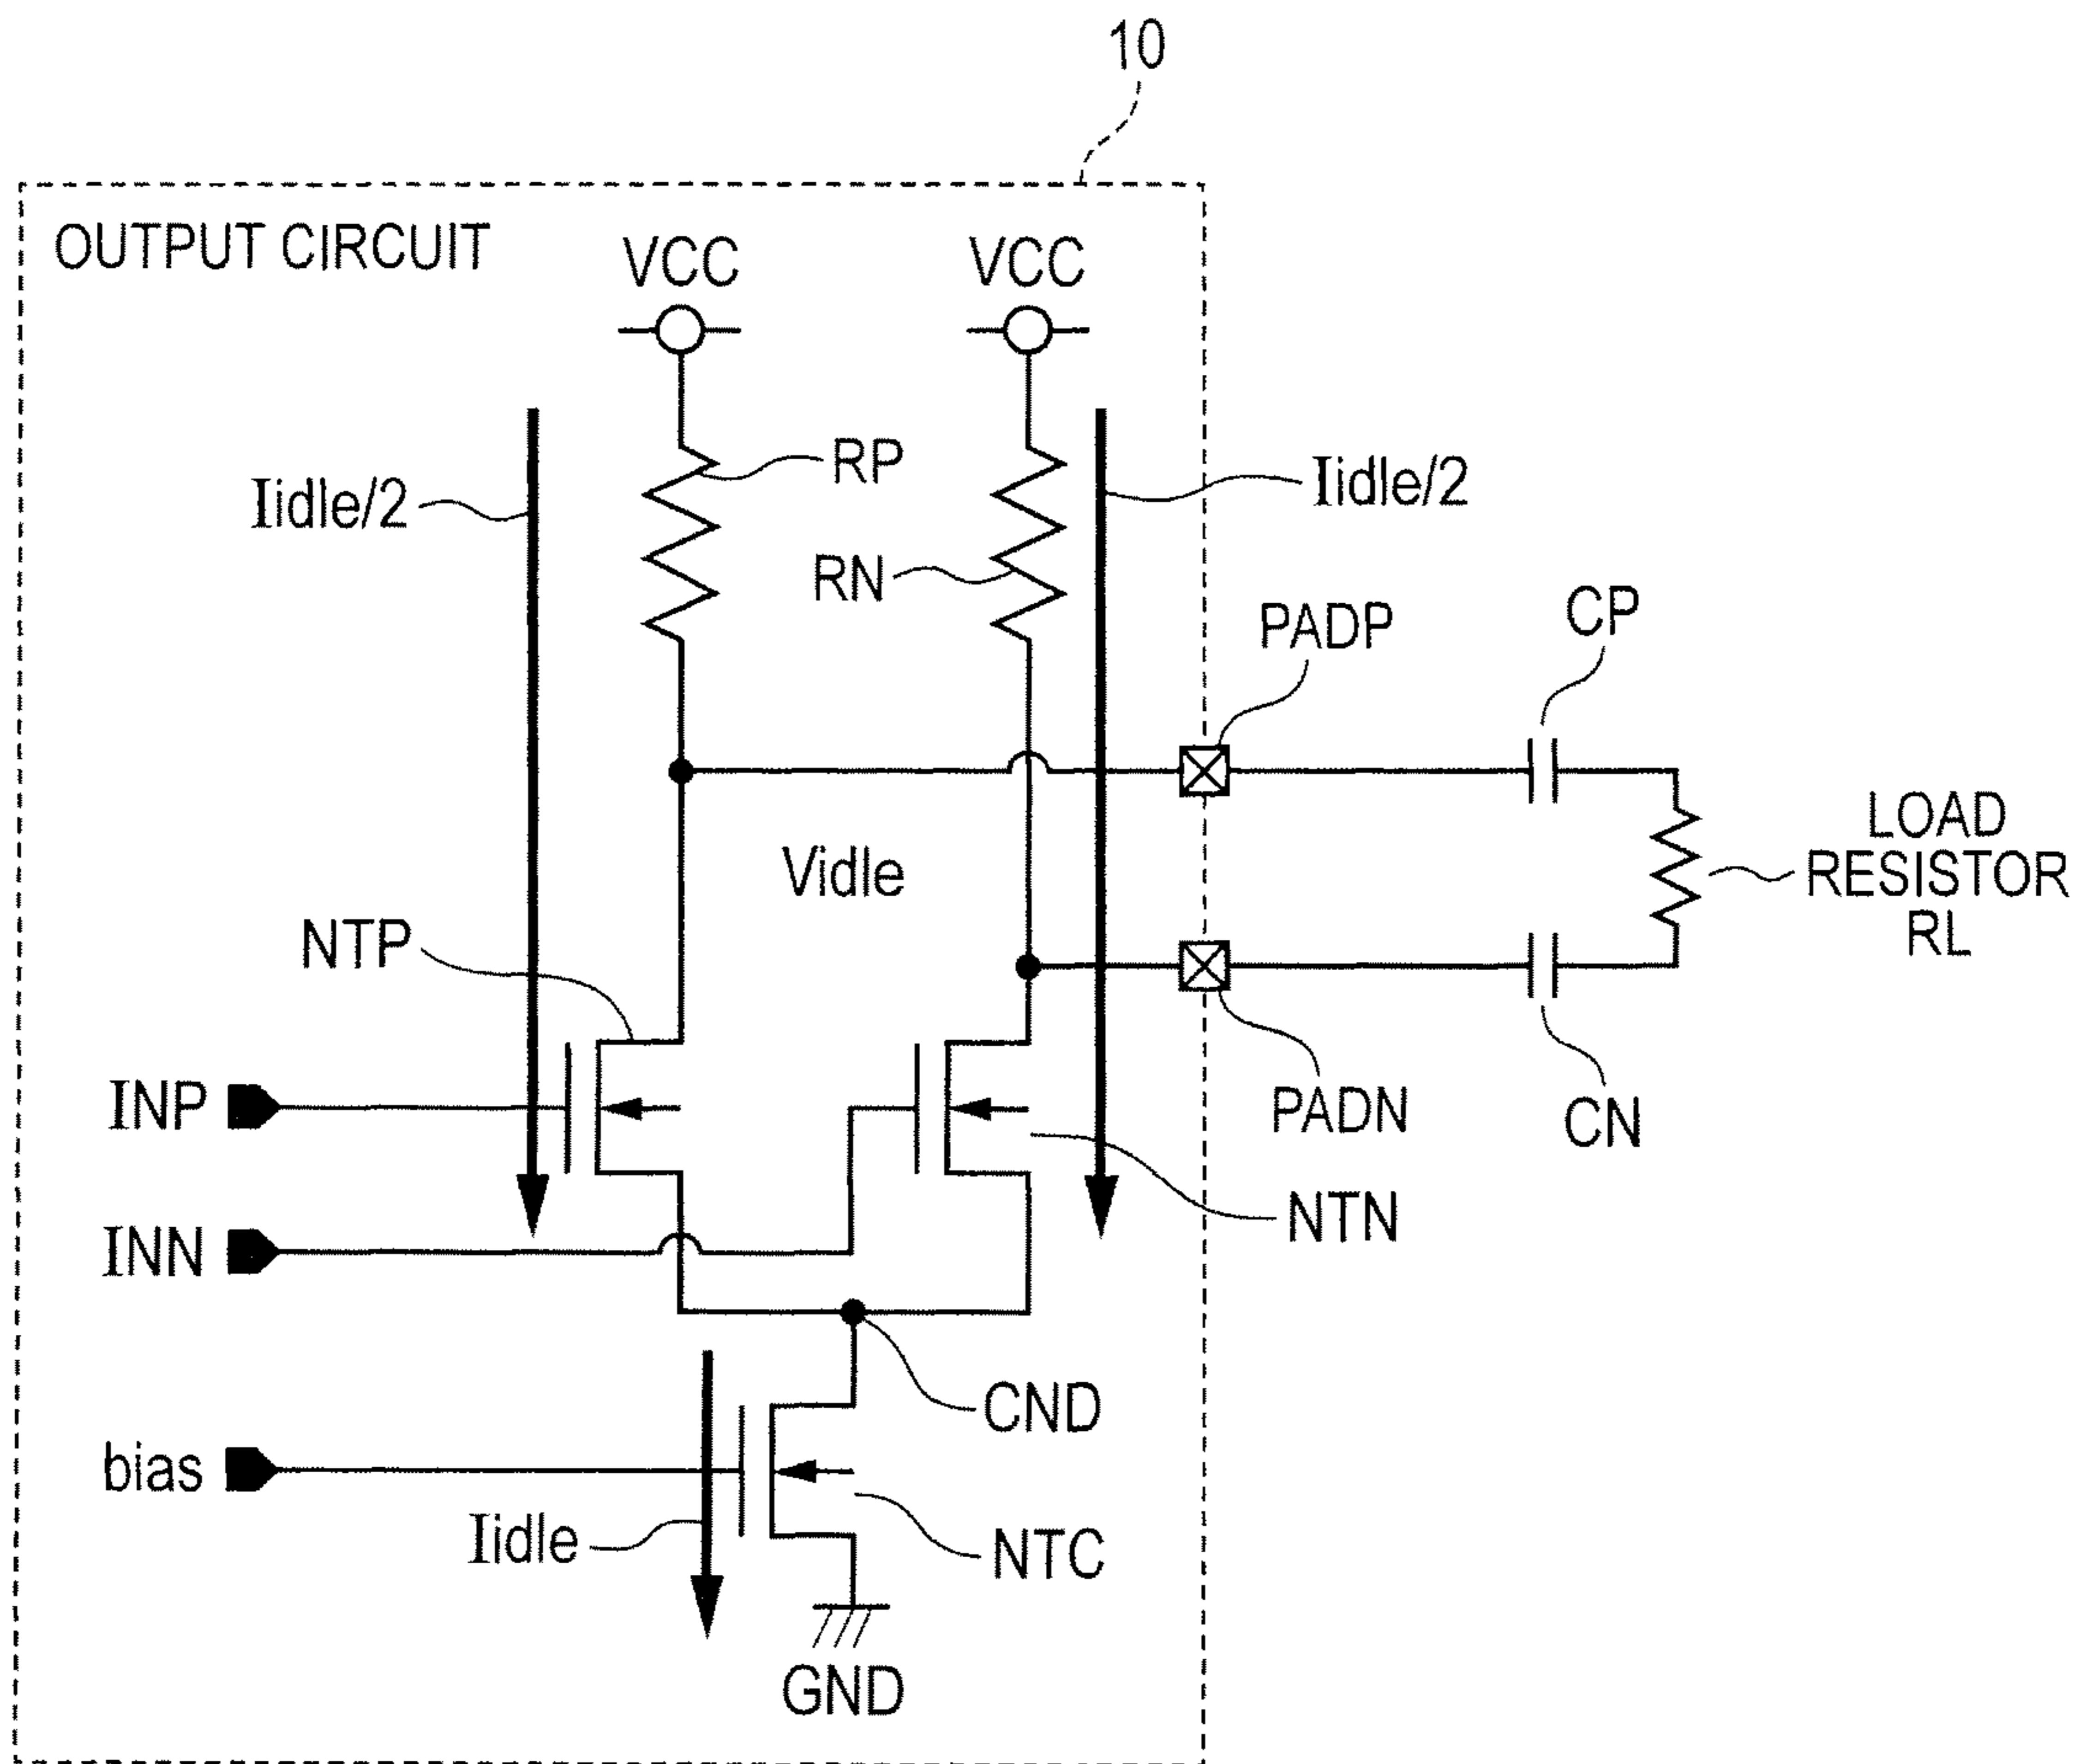 10
OUTPUT CIRCUIT
VCC
VCC
RP
Iidle/2
Iidle/2
RN
PADP
CP
LOAD
RESISTOR
RL
Vidle
NTP
INP
PADN
CN
NTN
INN
CND
bias
Iidle
NTC
GND